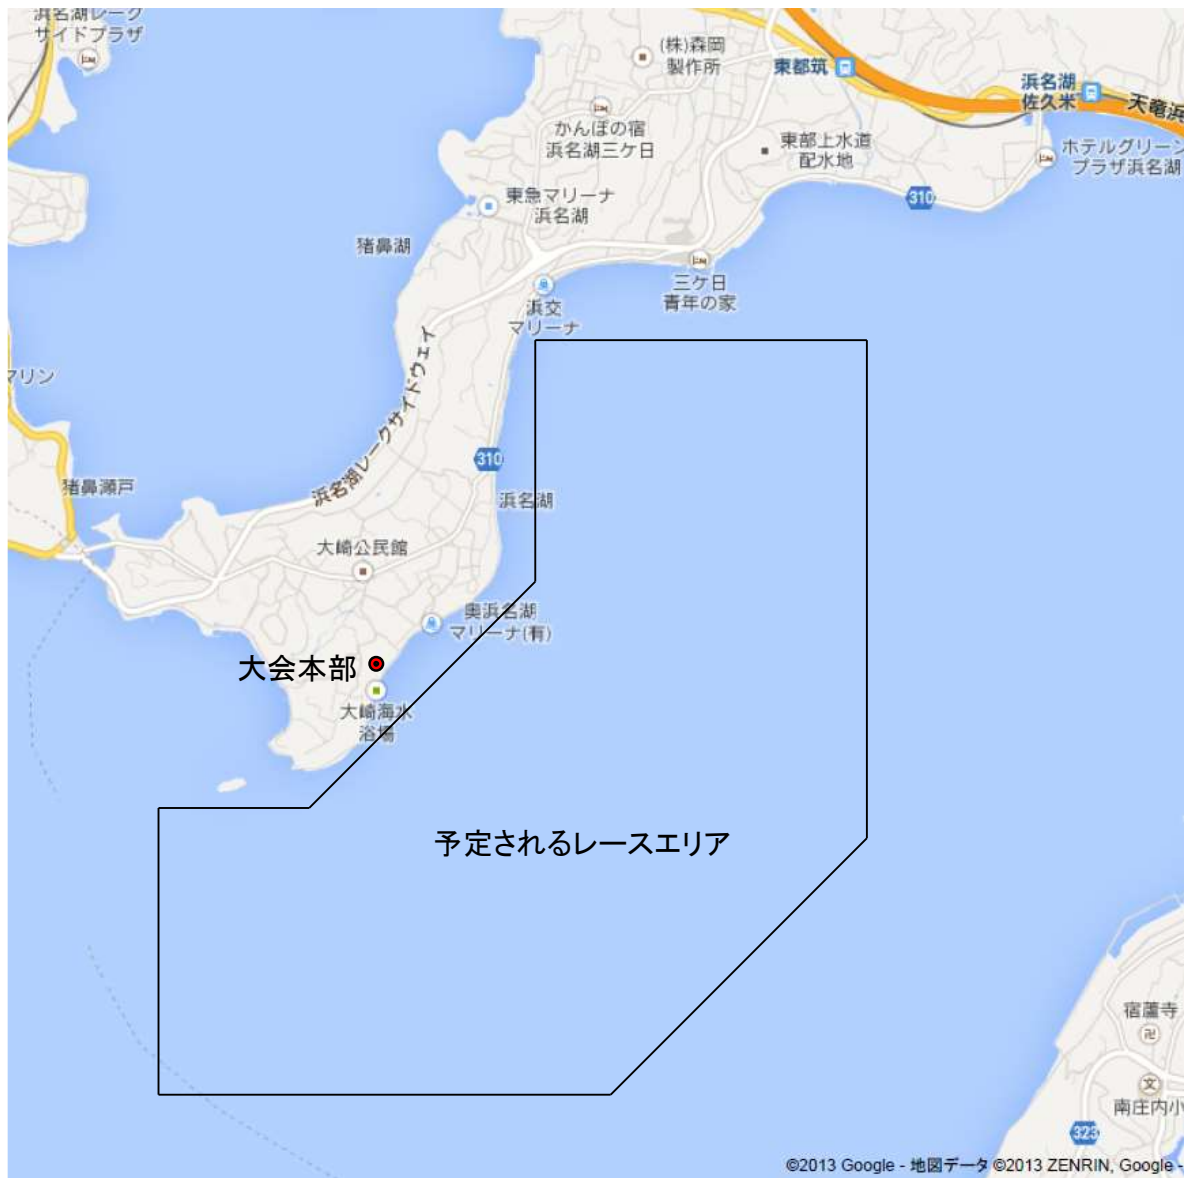 浜名湖レーク
サイドプラザ
(株)森岡
製作所
東都筑
浜名湖
佐久米
天竜浜
かんぽの宿
浜名湖三ケ日
東部上水道
配水地
ホテルグリーン
プラザ浜名湖
東急マリーナ
浜名湖
310
猪鼻湖
三ケ日
青年の家
浜交
マリーナ
マリン
浜名湖レークサイドウェイ
310
猪鼻瀬戸
浜名湖
大崎公民館
奥浜名湖
マリーナ(有)
大会本部
大崎海水
浴場
予定されるレースエリア
宿蘆寺
卍
文
南庄内小
323
©2013 Google - 地図データ ©2013 ZENRIN, Google -